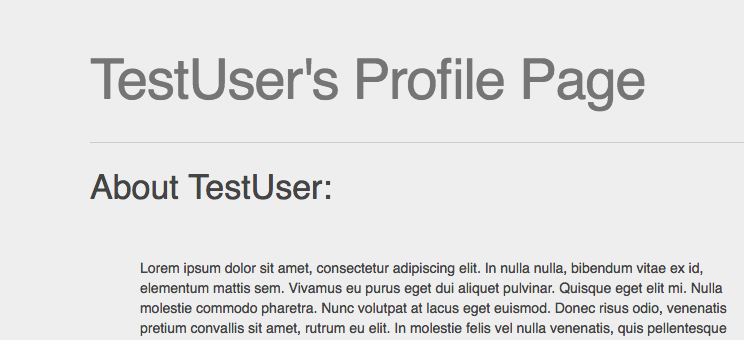 TestUser's Profile Page
About TestUser:
Lorem ipsum dolor sit amet, consectetur adipiscing elit. In nulla nulla, bibendum vitae ex id,
elementum mattis sem. Vivamus eu purus eget dui aliquet pulvinar. Quisque eget elit mi. Nulla
molestie commodo pharetra. Nunc volutpat at lacus eget euismod. Donec risus odio, venenatis
pretium convallis sit amet, rutrum eu elit. In molestie felis vel nulla venenatis, quis pellentesque